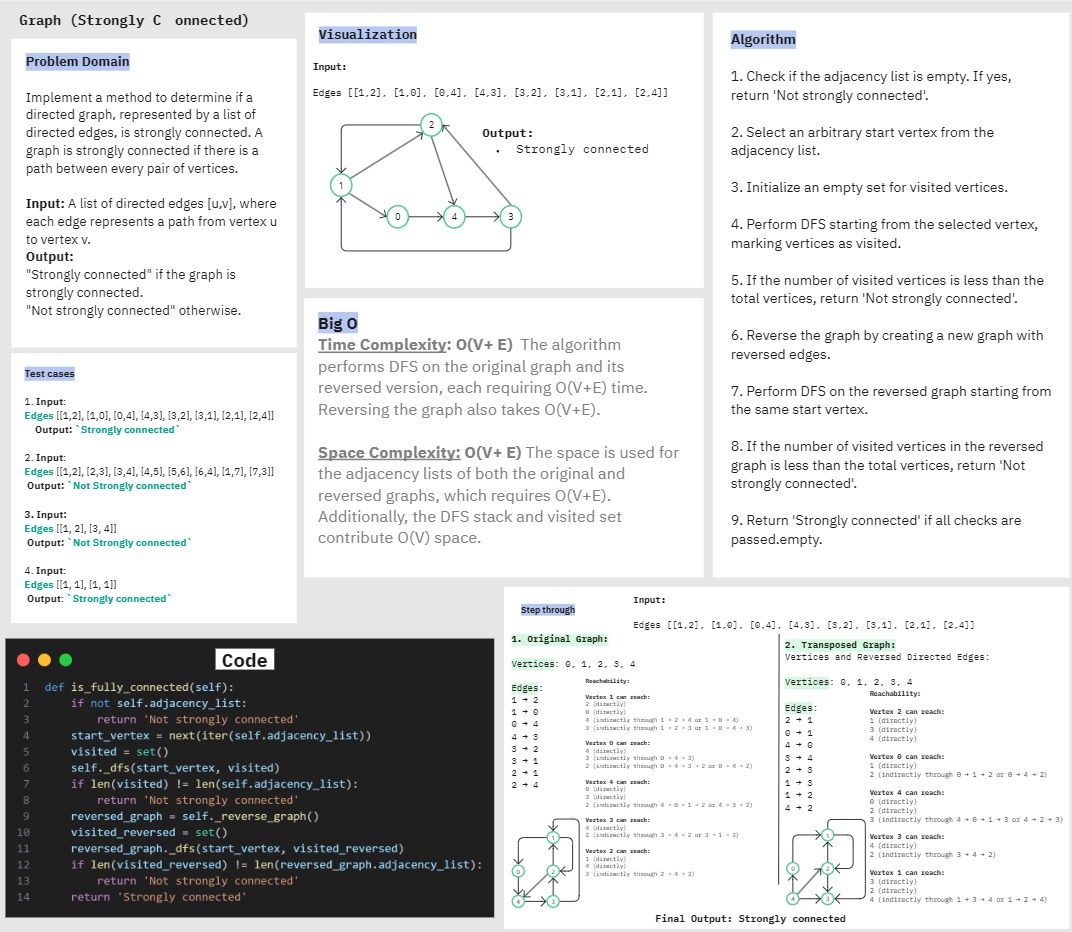 Graph (Strongly C onnected)
Problem Domain
Implement a method to determine if a
directed graph, represented by a list of
directed edges, is strongly connected. A
graph is strongly connected if there is a
path between every pair of vertices.
Input: A list of directed edges [u,v], where
each edge represents a path from vertex u
to vertex v.
Output:
"Strongly connected" if the graph is
strongly connected.
"Not strongly connected" otherwise.
Test cases
1. Input:
Edges [[1,2], [1,0], [0,4], [4,3], [3,2], [3,1], [2,1], [2,4]]
Output: `Strongly connected`
2. Input:
Edges [[1,2], [2,3], [3,4], [4,5], [5,6], [6,4], [1,7], [7,3]]
Output: `Not Strongly connected`
3. Input:
Edges [[1, 2], [3, 4]]
Output: `Not Strongly connected`
4. Input:
Edges [[1, 1], [1, 1]]
Output: `Strongly connected`
Visualization
Input:
Edges [[1,2], [1,0], [0,4], [4,3], [3,2], [3,1], [2,1], [2,4]]
2
1
0
4
3
Output:
• Strongly connected
Big O
Time Complexity: O(V+ E) The algorithm
performs DFS on the original graph and its
reversed version, each requiring O(V+E) time.
Reversing the graph also takes O(V+E).
Space Complexity: O(V+ E) The space is used for
the adjacency lists of both the original and
reversed graphs, which requires O(V+E).
Additionally, the DFS stack and visited set
contribute O(V) space.
Algorithm
1. Check if the adjacency list is empty. If yes,
return 'Not strongly connected'.
2. Select an arbitrary start vertex from the
adjacency list.
3. Initialize an empty set for visited vertices.
4. Perform DFS starting from the selected vertex,
marking vertices as visited.
5. If the number of visited vertices is less than the
total vertices, return 'Not strongly connected'.
6. Reverse the graph by creating a new graph with
reversed edges.
7. Perform DFS on the reversed graph starting from
the same start vertex.
8. If the number of visited vertices in the reversed
graph is less than the total vertices, return 'Not
strongly connected'.
9. Return 'Strongly connected' if all checks are
passed.empty.
Code
1 def is_fully_connected(self):
2 if not self.adjacency_list:
3 return 'Not strongly connected'
4 start_vertex = next(iter(self.adjacency_list))
5 visited = set()
6 self._dfs(start_vertex, visited)
7 if len(visited) != len(self.adjacency_list):
8 return 'Not strongly connected'
9 reversed_graph = self._reverse_graph()
10 visited_reversed = set()
11 reversed_graph._dfs(start_vertex, visited_reversed)
12 if len(visited_reversed) != len(reversed_graph.adjacency_list):
13 return 'Not strongly connected'
14 return 'Strongly connected'
Step through
Input:
Edges [[1,2], [1,0], [0,4], [4,3], [3,2], [3,1], [2,1], [2,4]]
1. Original Graph:
Vertices: 0, 1, 2, 3, 4
Edges:
1 → 2
1 → 0
0 → 4
4 → 3
3 → 2
3 → 1
2 → 1
2 → 4
Reachability:
Vertex 1 can reach:
2 (directly)
0 (directly)
4 (indirectly through 1 → 2 → 4 or 1 → 0 → 4)
3 (indirectly through 1 → 2 → 4 → 3 or 1 → 0 → 4 → 3)
Vertex 0 can reach:
4 (directly)
3 (indirectly through 0 → 4 → 3)
2 (indirectly through 0 → 4 → 3 → 2 or 0 → 4 → 2)
Vertex 4 can reach:
0 (directly)
3 (directly)
2 (indirectly through 4 → 0 → 1 → 2 or 4 → 3 → 2)
Vertex 3 can reach:
4 (directly)
2 (indirectly through 3 → 4 → 2 or 3 → 1 → 2)
Vertex 2 can reach:
1 (directly)
4 (directly)
3 (indirectly through 2 → 4 → 3)
1
0
2
4
3
2. Transposed Graph:
Vertices and Reversed Directed Edges:
Vertices: 0, 1, 2, 3, 4
Edges:
2 → 1
0 → 1
4 → 0
3 → 4
2 → 3
1 → 3
1 → 2
4 → 2
Reachability:
Vertex 2 can reach:
1 (directly)
3 (directly)
4 (directly)
Vertex 0 can reach:
1 (directly)
2 (indirectly through 0 → 1 → 2 or 0 → 4 → 2)
Vertex 4 can reach:
0 (directly)
2 (directly)
3 (indirectly through 4 → 0 → 1 → 3 or 4 → 2 → 3)
Vertex 3 can reach:
4 (directly)
2 (indirectly through 3 → 4 → 2)
Vertex 1 can reach:
3 (directly)
2 (directly)
4 (indirectly through 1 → 3 → 4 or 1 → 2 → 4)
1
0
2
4
3
Final Output: Strongly connected